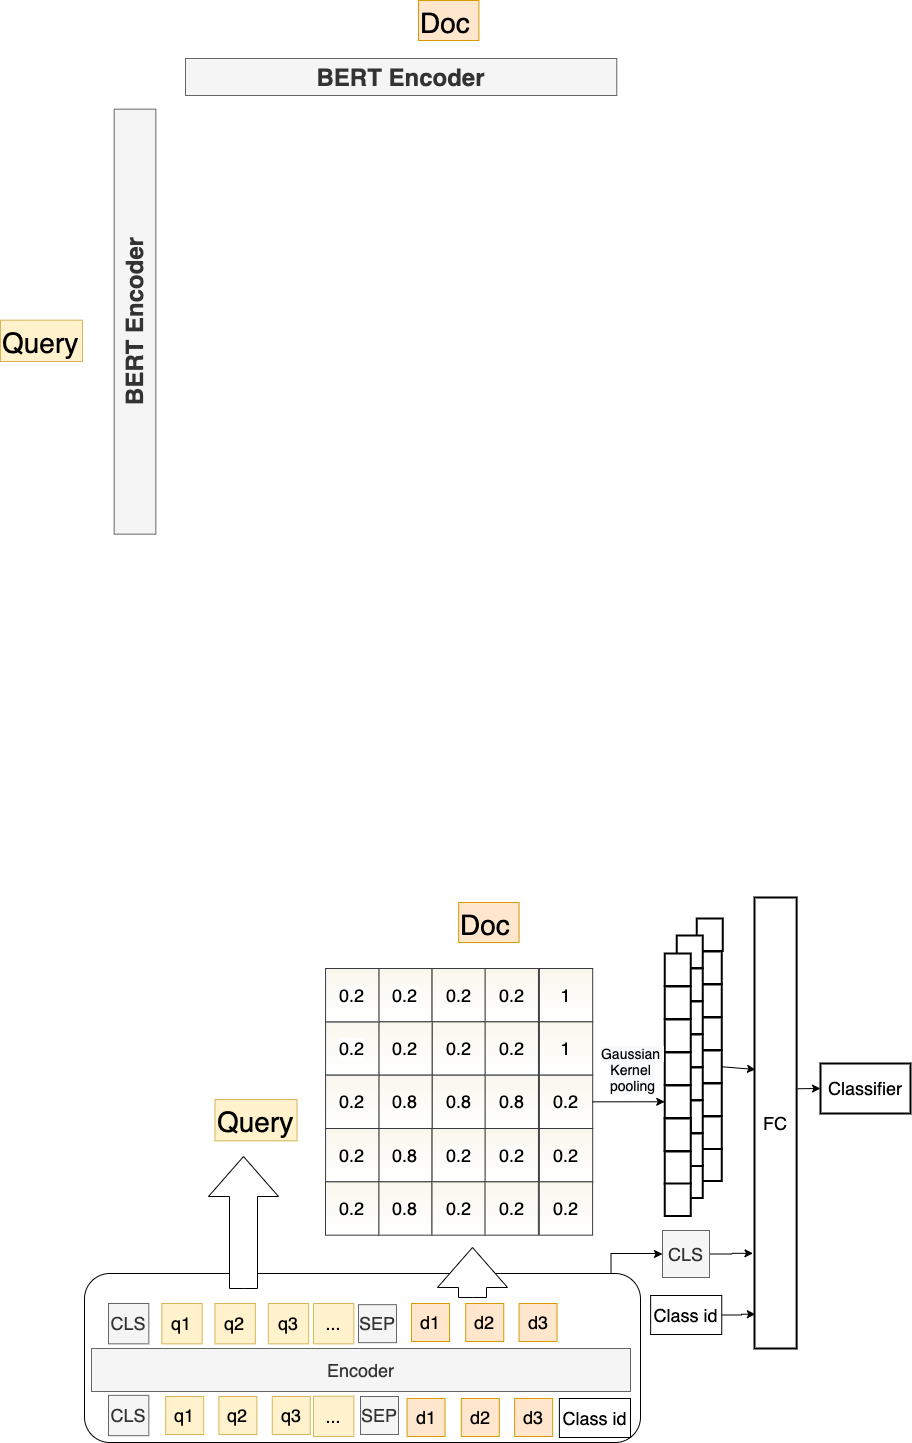 Doc
BERT Encoder
BERT Encoder
Query
Doc
0.2 0.2 0.2 0.2 1
0.2 0.2 0.2 0.2 1
0.2 0.8 0.8 0.8 0.2
0.2 0.8 0.2 0.2 0.2
0.2 0.8 0.2 0.2 0.2
Query
Gaussian
Kernel
pooling
FC
Classifier
CLS
Class id
CLS q1 q2 q3 ... SEP d1 d2 d3
Encoder
CLS q1 q2 q3 ... SEP d1 d2 d3 Class id